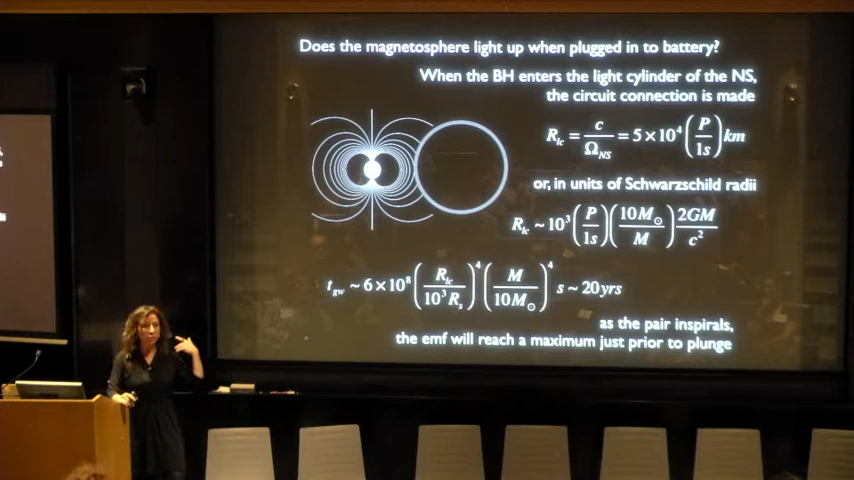 Does the magnetosphere light up when plugged in to battery?
When the BH enters the light cylinder of the NS,
the circuit connection is made
R_lc = c/Ω_NS = 5×10^4 (P/1s) km
or, in units of Schwarzschild radii
R_lc ~ 10^3 (P/1s)(10M_⊙/M) 2GM/c^2
t_gw ~ 6×10^8 (R_lc/10^3 R_s)^4 (M/10M_⊙)^4 s ~ 20yrs
as the pair inspirals,
the emf will reach a maximum just prior to plunge